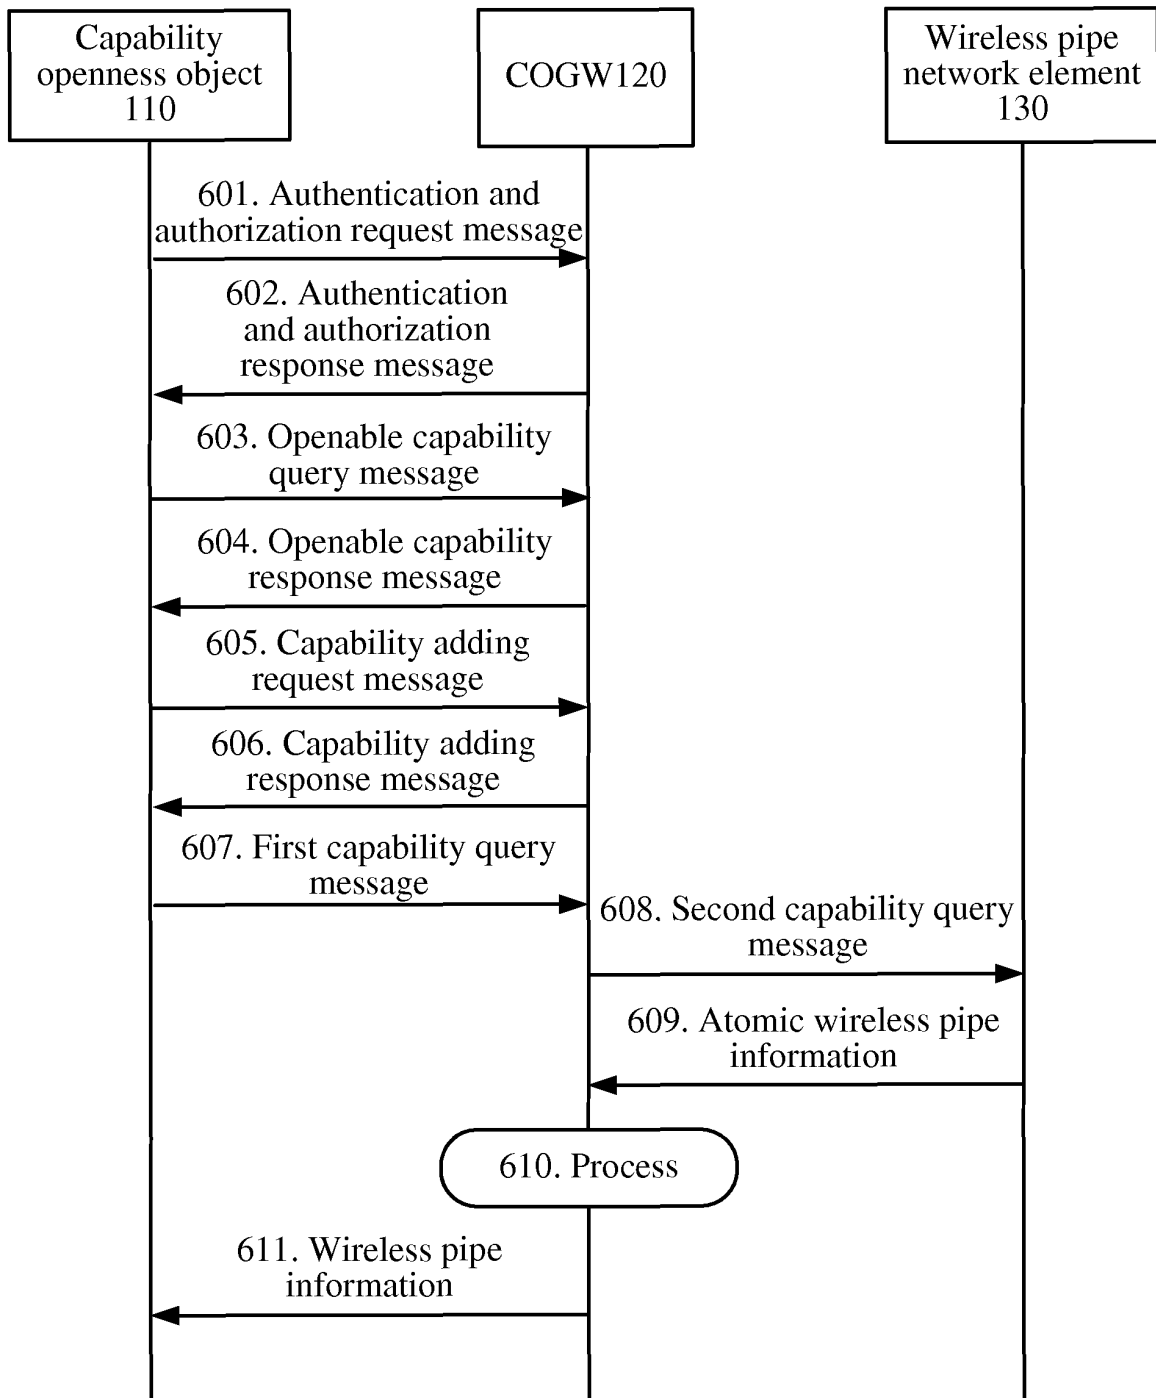 Capability
openness object
110
COGW120
Wireless pipe
network element
130
601. Authentication and
authorization request message
602. Authentication
and authorization
response message
603. Openable capability
query message
604. Openable capability
response message
605. Capability adding
request message
606. Capability adding
response message
607. First capability query
message
608. Second capability query
message
609. Atomic wireless pipe
information
610. Process
611. Wireless pipe
information